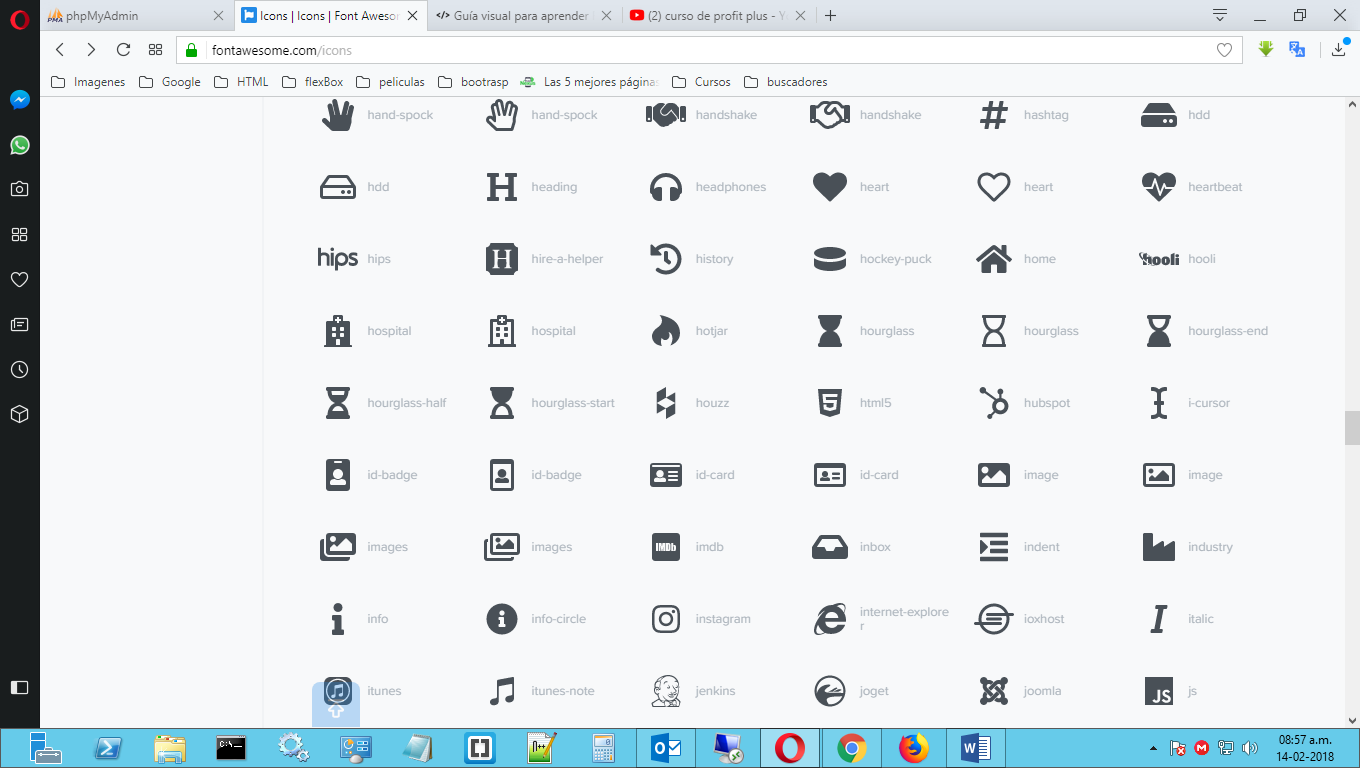 phpMyAdmin
Icons | Icons | Font Aweso
Guía visual para aprender
(2) curso de profit plus - Y
fontawesome.com/icons
Imagenes Google HTML flexBox peliculas bootrasp Las 5 mejores página Cursos buscadores
hand-spock hand-spock handshake handshake hashtag hdd
hdd heading headphones heart heart heartbeat
hips hips hire-a-helper history hockey-puck home hooli hooli
hospital hospital hotjar hourglass hourglass hourglass-end
hourglass-half hourglass-start houzz html5 hubspot i-cursor
id-badge id-badge id-card id-card image image
images images IMDb imdb inbox indent industry
info info-circle instagram internet-explore
r
ioxhost italic
itunes itunes-note jenkins joget joomla JS js
08:57 a.m.
14-02-2018